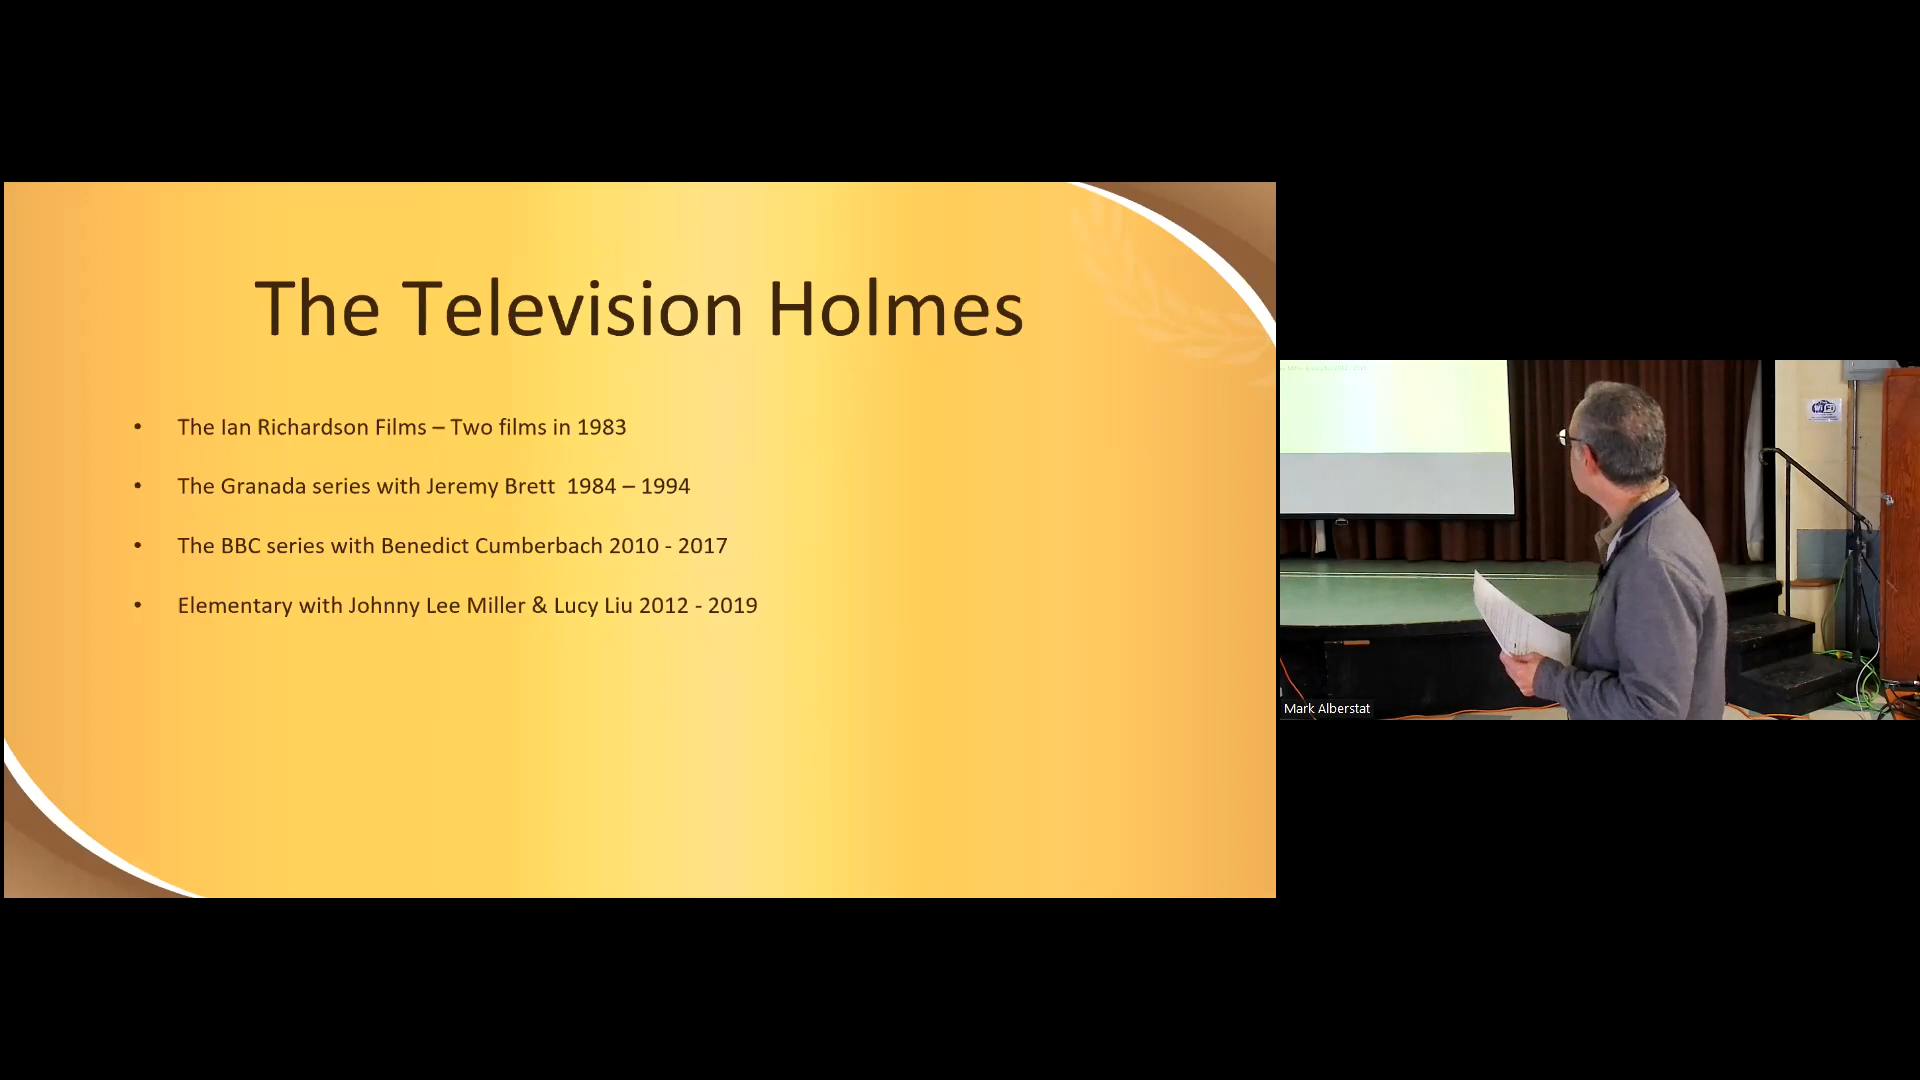 The Television Holmes
• The Ian Richardson Films – Two films in 1983
• The Granada series with Jeremy Brett  1984 – 1994
• The BBC series with Benedict Cumberbach 2010 - 2017
• Elementary with Johnny Lee Miller & Lucy Liu 2012 - 2019
Wi Fi
Mark Alberstat